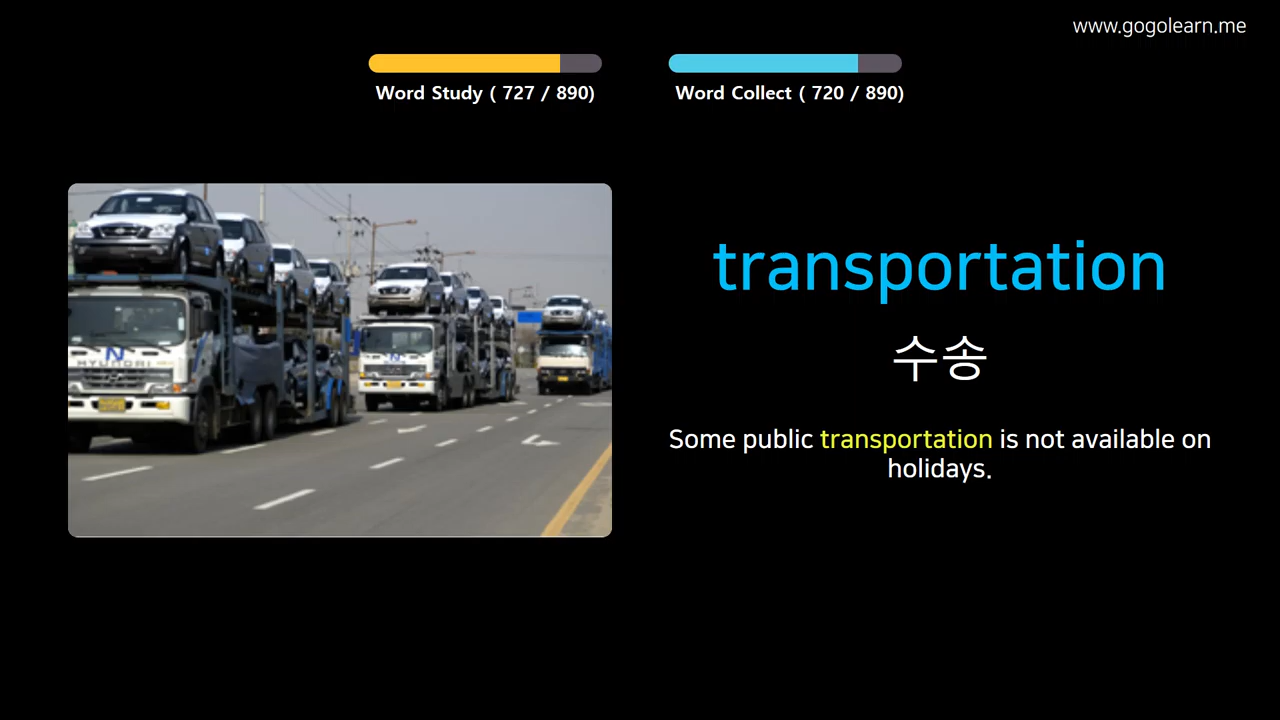 www.gogolearn.me
Word Study ( 727 / 890)
Word Collect ( 720 / 890)
HYUNDAI
transportation
수송
Some public transportation is not available on
holidays.